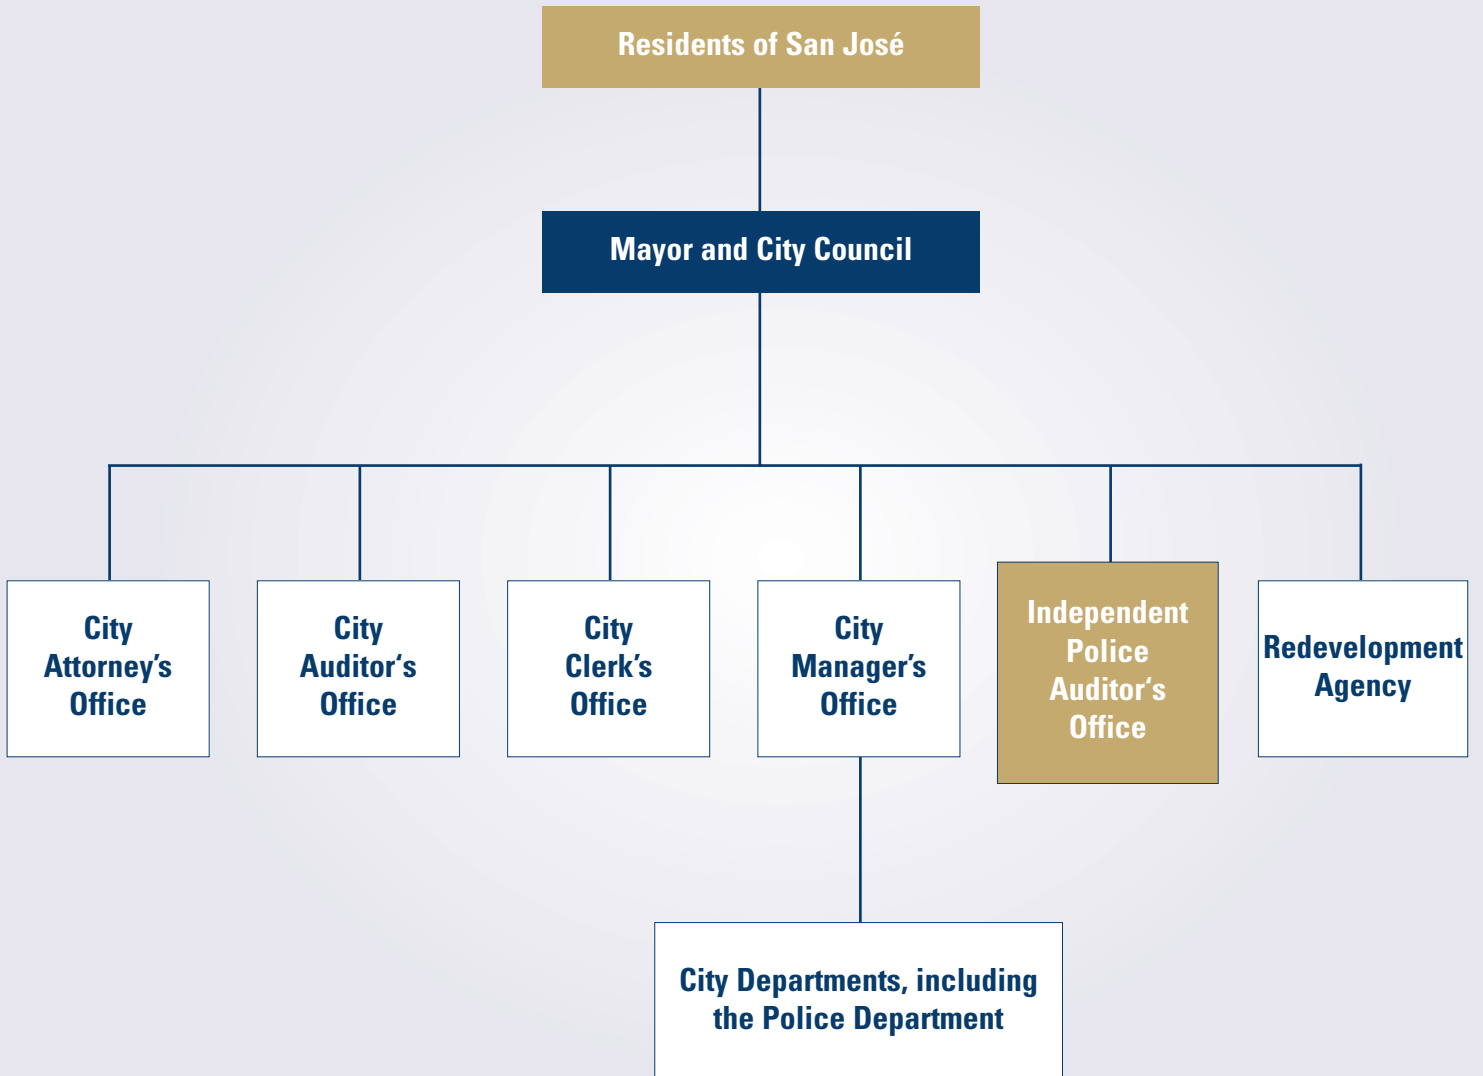 Residents of San José
Mayor and City Council
City
Attorney’s
Office
City
Auditor‘s
Office
City
Clerk’s
Office
City
Manager’s
Office
Independent
Police
Auditor‘s
Office
Redevelopment
Agency
City Departments, including
the Police Department